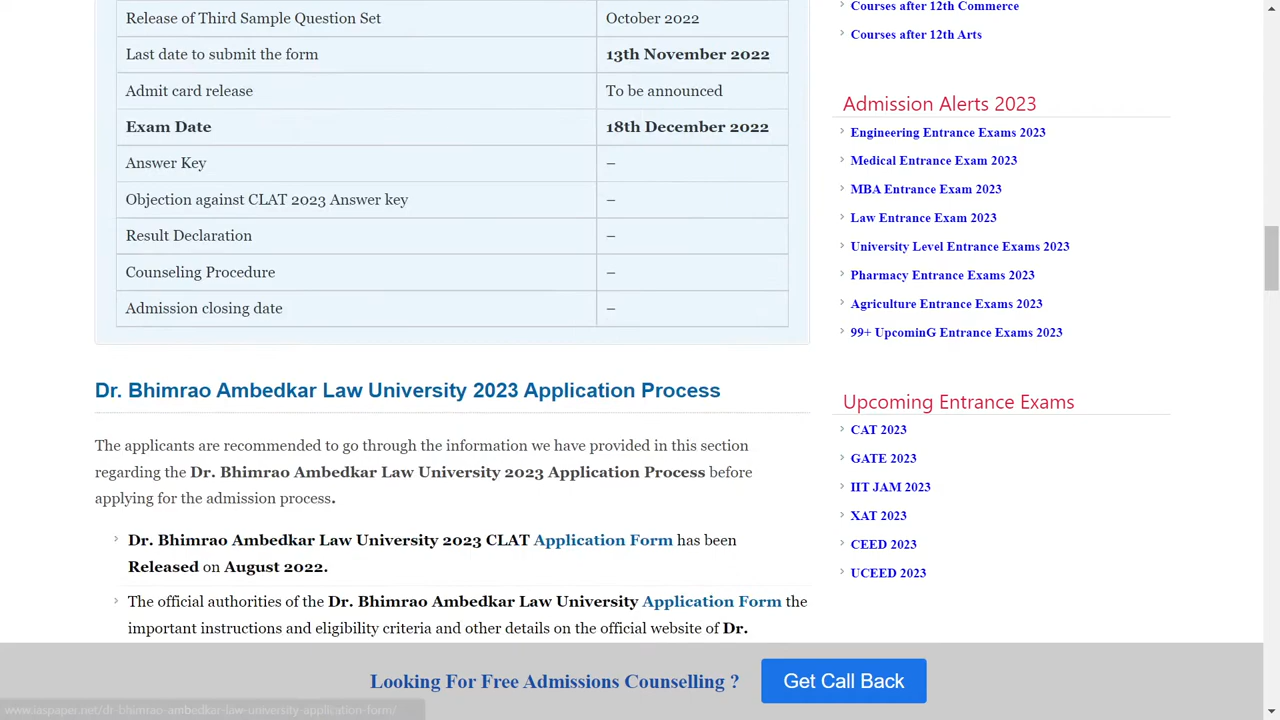 Release of Third Sample Question Set October 2022
Last date to submit the form 13th November 2022
Admit card release To be announced
Exam Date 18th December 2022
Answer Key –
Objection against CLAT 2023 Answer key –
Result Declaration –
Counseling Procedure –
Admission closing date –
Dr. Bhimrao Ambedkar Law University 2023 Application Process
The applicants are recommended to go through the information we have provided in this section
regarding the Dr. Bhimrao Ambedkar Law University 2023 Application Process before
applying for the admission process.
Dr. Bhimrao Ambedkar Law University 2023 CLAT Application Form has been
Released on August 2022.
The official authorities of the Dr. Bhimrao Ambedkar Law University Application Form the
important instructions and eligibility criteria and other details on the official website of Dr.
Courses after 12th Commerce
Courses after 12th Arts
Admission Alerts 2023
Engineering Entrance Exams 2023
Medical Entrance Exam 2023
MBA Entrance Exam 2023
Law Entrance Exam 2023
University Level Entrance Exams 2023
Pharmacy Entrance Exams 2023
Agriculture Entrance Exams 2023
99+ UpcominG Entrance Exams 2023
Upcoming Entrance Exams
CAT 2023
GATE 2023
IIT JAM 2023
XAT 2023
CEED 2023
UCEED 2023
Looking For Free Admissions Counselling ? Get Call Back
www.iaspaper.net/dr-bhimrao-ambedkar-law-university-application-form/